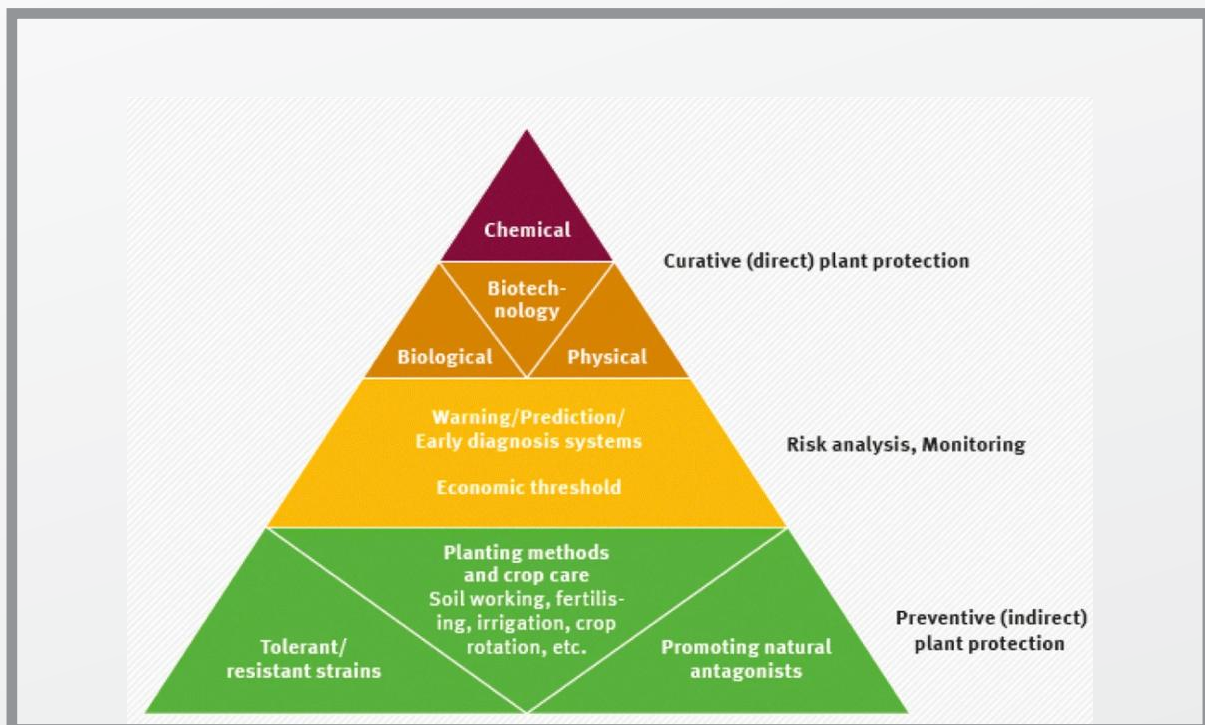 Chemical
Curative (direct) plant protection
Biotech-
nology
Biological
Physical
Warning/Prediction/
Early diagnosis systems
Risk analysis, Monitoring
Economic threshold
Planting methods
and crop care
Soil working, fertilis-
ing, irrigation, crop
rotation, etc.
Tolerant/
resistant strains
Promoting natural
antagonists
Preventive (indirect)
plant protection